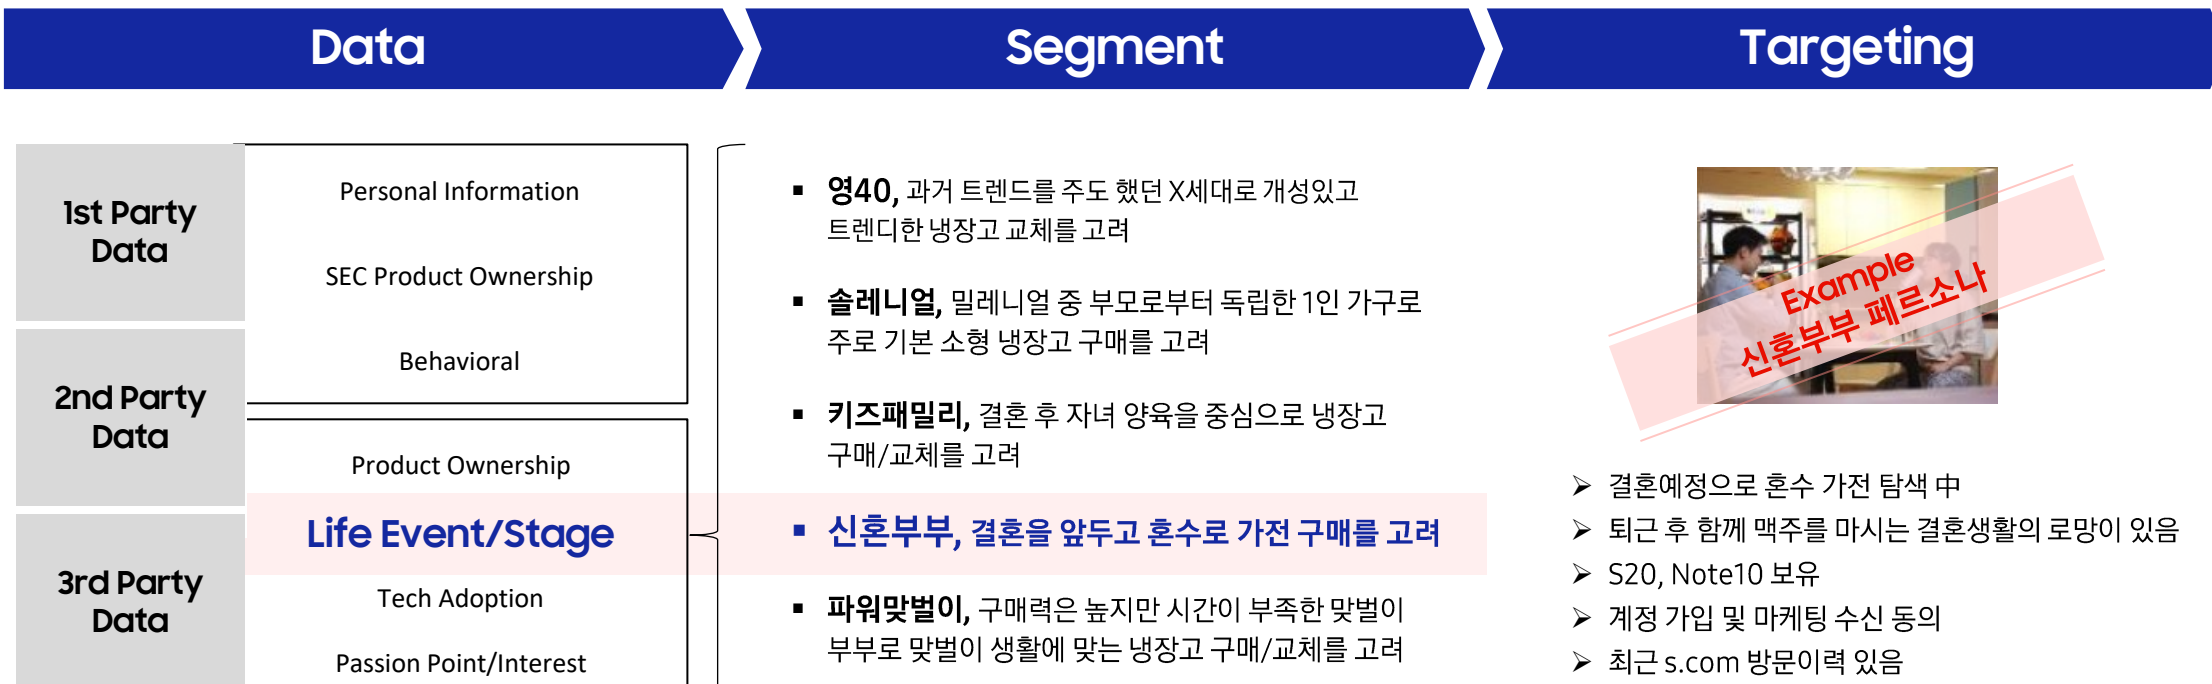 Data
Segment
Targeting
1st Party
Data
2nd Party
Data
3rd Party
Data
Personal Information
SEC Product Ownership
Behavioral
Product Ownership
Life Event/Stage
Tech Adoption
Passion Point/Interest
▪ 영40, 과거 트렌드를 주도 했던 X세대로 개성있고
트렌디한 냉장고 교체를 고려
▪ 솔레니얼, 밀레니얼 중 부모로부터 독립한 1인 가구로
주로 기본 소형 냉장고 구매를 고려
▪ 키즈패밀리, 결혼 후 자녀 양육을 중심으로 냉장고
구매/교체를 고려
▪ 신혼부부, 결혼을 앞두고 혼수로 가전 구매를 고려
▪ 파워맞벌이, 구매력은 높지만 시간이 부족한 맞벌이
부부로 맞벌이 생활에 맞는 냉장고 구매/교체를 고려
Example
신혼부부 페르소나
➢ 결혼예정으로 혼수 가전 탐색 中
➢ 퇴근 후 함께 맥주를 마시는 결혼생활의 로망이 있음
➢ S20, Note10 보유
➢ 계정 가입 및 마케팅 수신 동의
➢ 최근 s.com 방문이력 있음